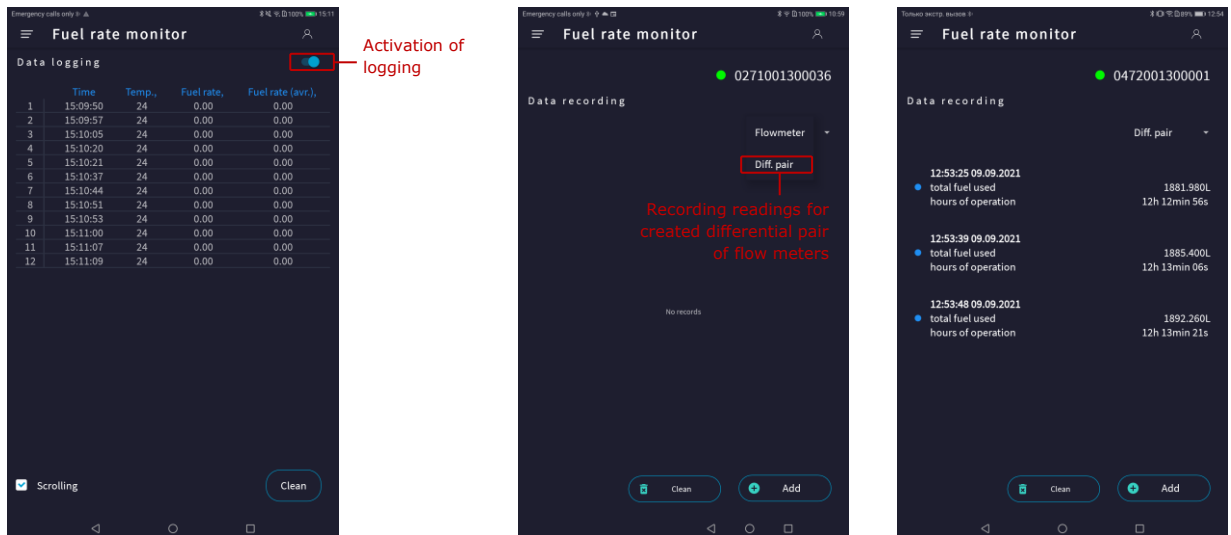 Emergency calls only
100% 15:11
Fuel rate monitor
Data logging
Activation of
logging
Time Temp., Fuel rate, Fuel rate (avr.),
1 15:09:50 24 0.00 0.00
2 15:09:57 24 0.00 0.00
3 15:10:05 24 0.00 0.00
4 15:10:20 24 0.00 0.00
5 15:10:21 24 0.00 0.00
6 15:10:37 24 0.00 0.00
7 15:10:44 24 0.00 0.00
8 15:10:51 24 0.00 0.00
9 15:10:53 24 0.00 0.00
10 15:11:00 24 0.00 0.00
11 15:11:07 24 0.00 0.00
12 15:11:09 24 0.00 0.00
Scrolling
Clean
Emergency calls only
100% 10:59
Fuel rate monitor
0271001300036
Data recording
Flowmeter
Diff. pair
Recording readings for
created differential pair
of flow meters
No records
Clean
Add
Только экстр. вызов
89% 12:54
Fuel rate monitor
0472001300001
Data recording
Diff. pair
12:53:25 09.09.2021
total fuel used 1881.980L
hours of operation 12h 12min 56s
12:53:39 09.09.2021
total fuel used 1885.400L
hours of operation 12h 13min 06s
12:53:48 09.09.2021
total fuel used 1892.260L
hours of operation 12h 13min 21s
Clean
Add